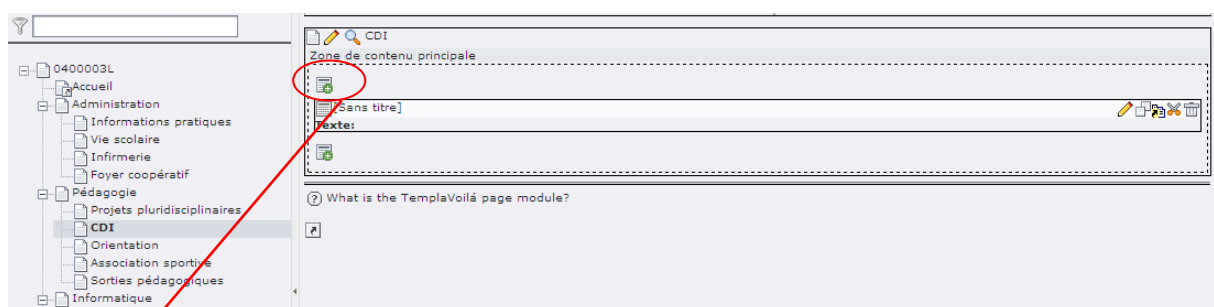 0400003L
Accueil
Administration
Informations pratiques
Vie scolaire
Infirmerie
Foyer coopératif
Pédagogie
Projets pluridisciplinaires
CDI
Orientation
Association sportive
Sorties pédagogiques
Informatique
CDI
Zone de contenu principale
[Sans titre]
Texte:
What is the TemplaVoilá page module?